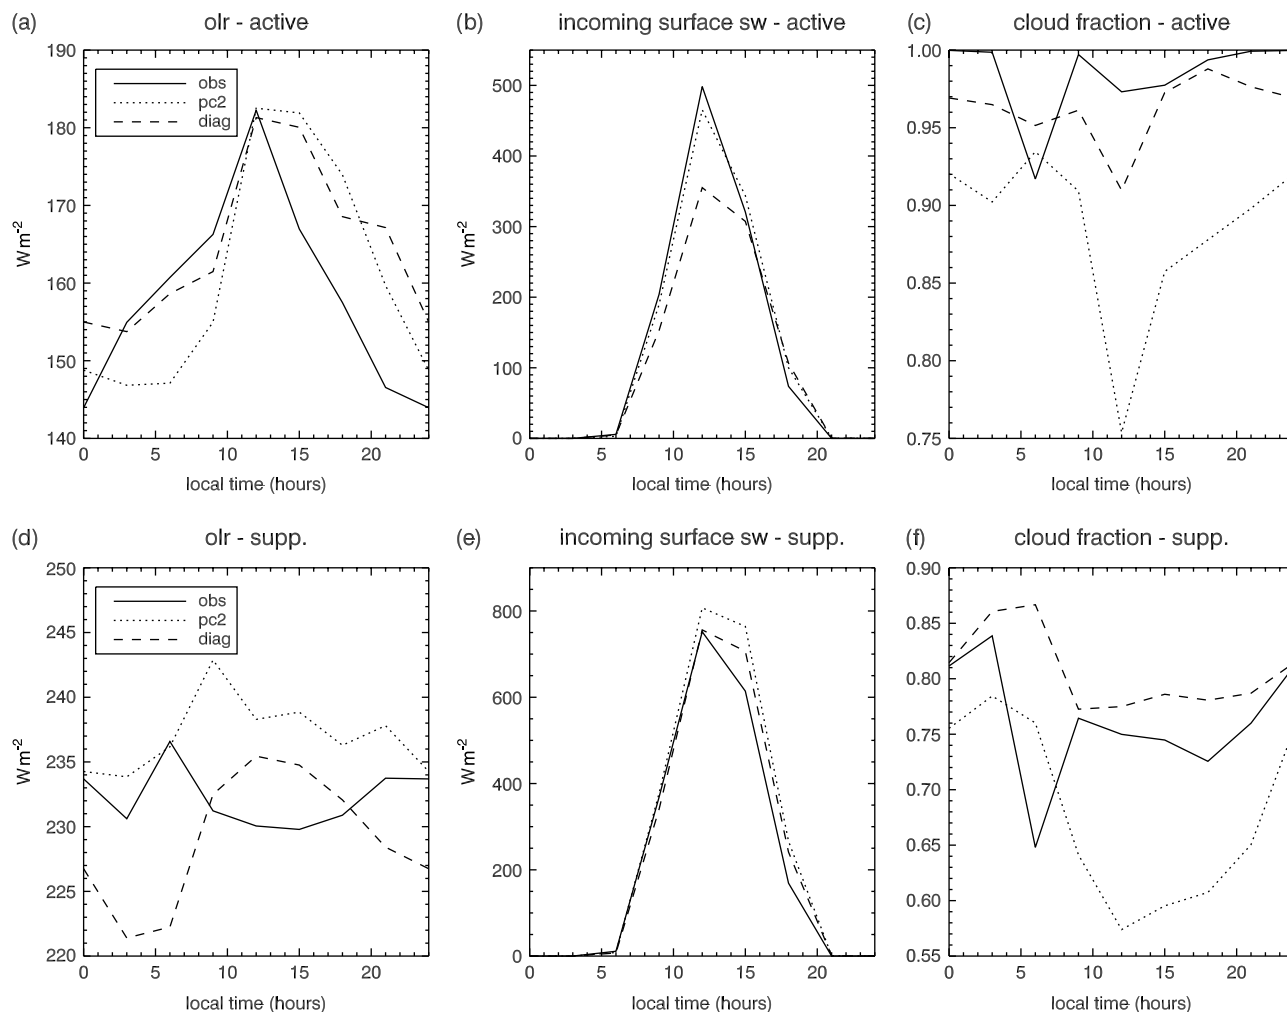 (a) olr - active
190
180
170
160
150
140
Wm-2
obs
pc2
diag
0 5 10 15 20
local time (hours)
(b) incoming surface sw - active
500
400
300
200
100
0
Wm-2
0 5 10 15 20
local time (hours)
(c) cloud fraction - active
1.00
0.95
0.90
0.85
0.80
0.75
0 5 10 15 20
local time (hours)
(d) olr - supp.
250
245
240
235
230
225
220
Wm-2
obs
pc2
diag
0 5 10 15 20
local time (hours)
(e) incoming surface sw - supp.
800
600
400
200
0
Wm-2
0 5 10 15 20
local time (hours)
(f) cloud fraction - supp.
0.90
0.85
0.80
0.75
0.70
0.65
0.60
0.55
0 5 10 15 20
local time (hours)